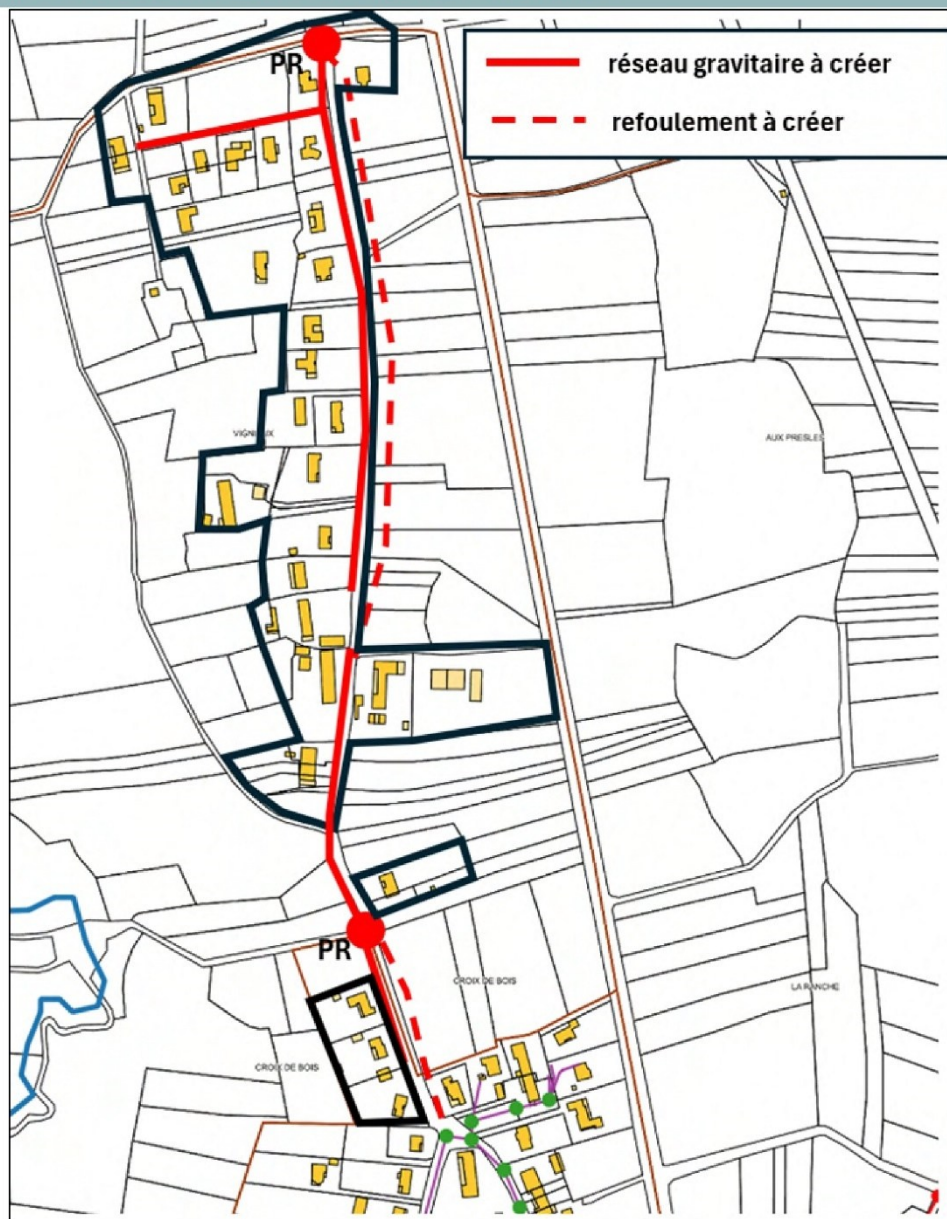 PR
réseau gravitaire à créer
refoulement à créer
VIGNEUX
AUX PRESLES
PR
CROIX DE BOIS
LA RANCHE
CROIX DE BOIS